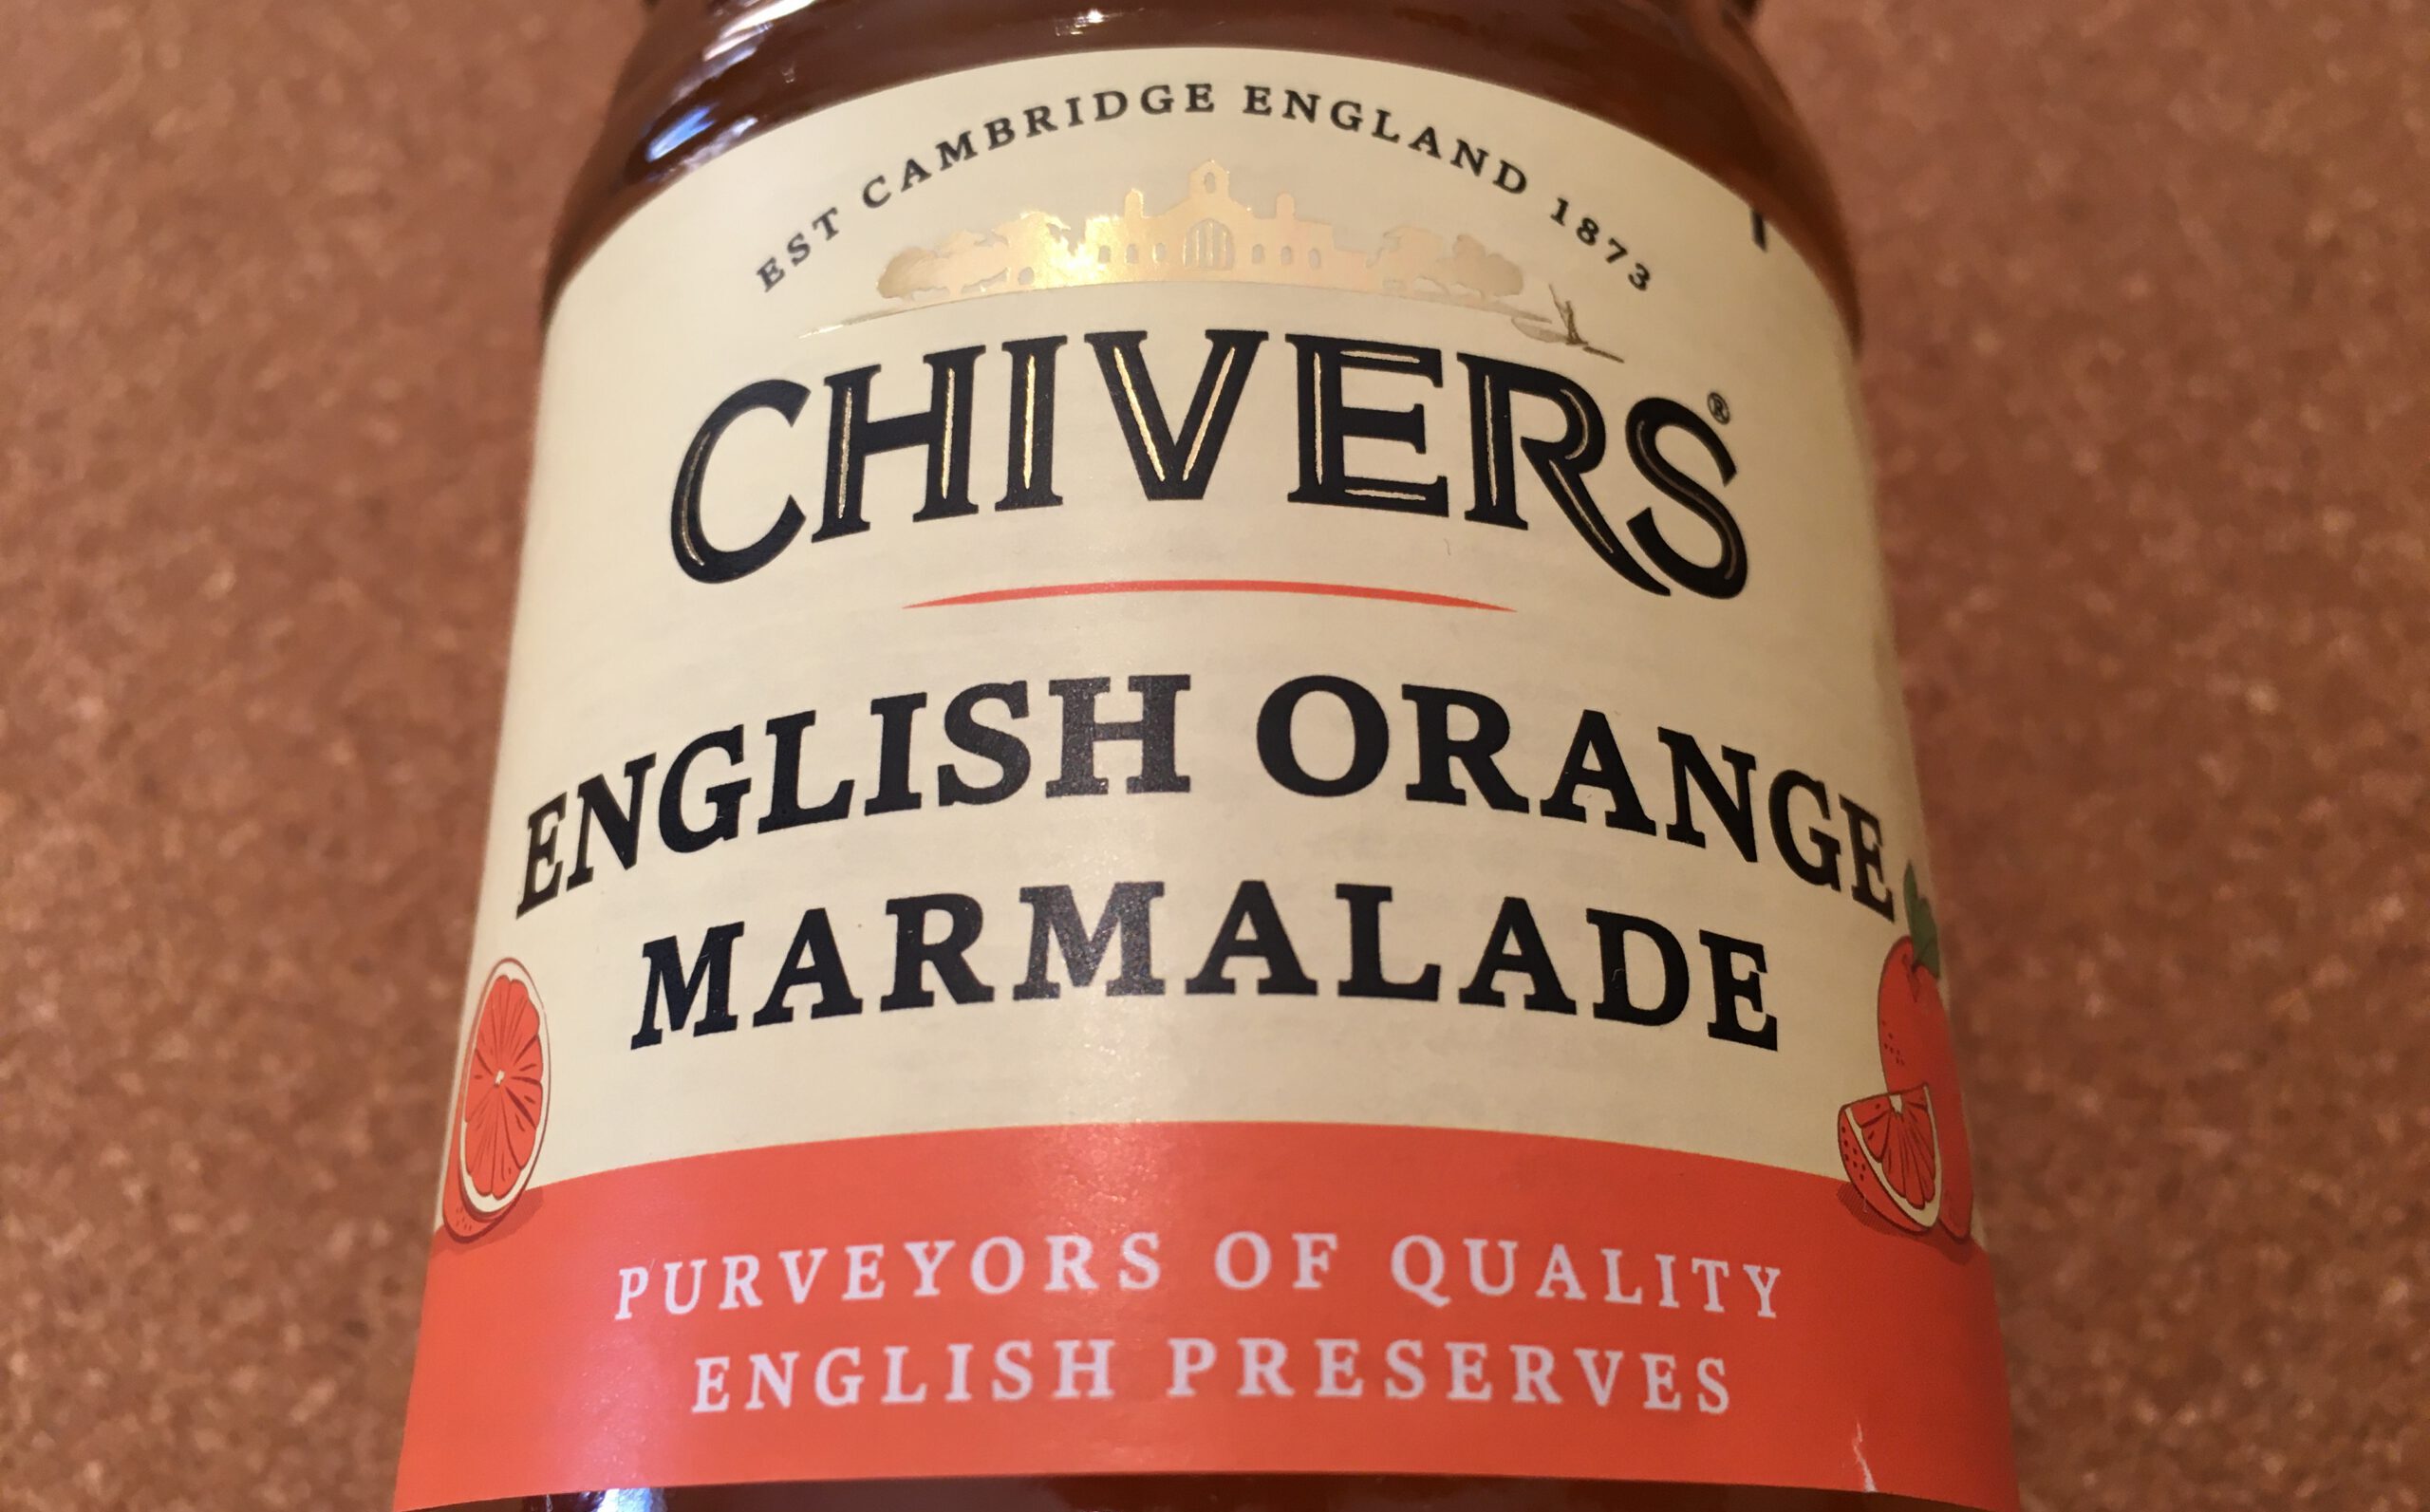 EST CAMBRIDGE ENGLAND 1873
CHIVERS®
ENGLISH ORANGE
MARMALADE
PURVEYORS OF QUALITY
ENGLISH PRESERVES